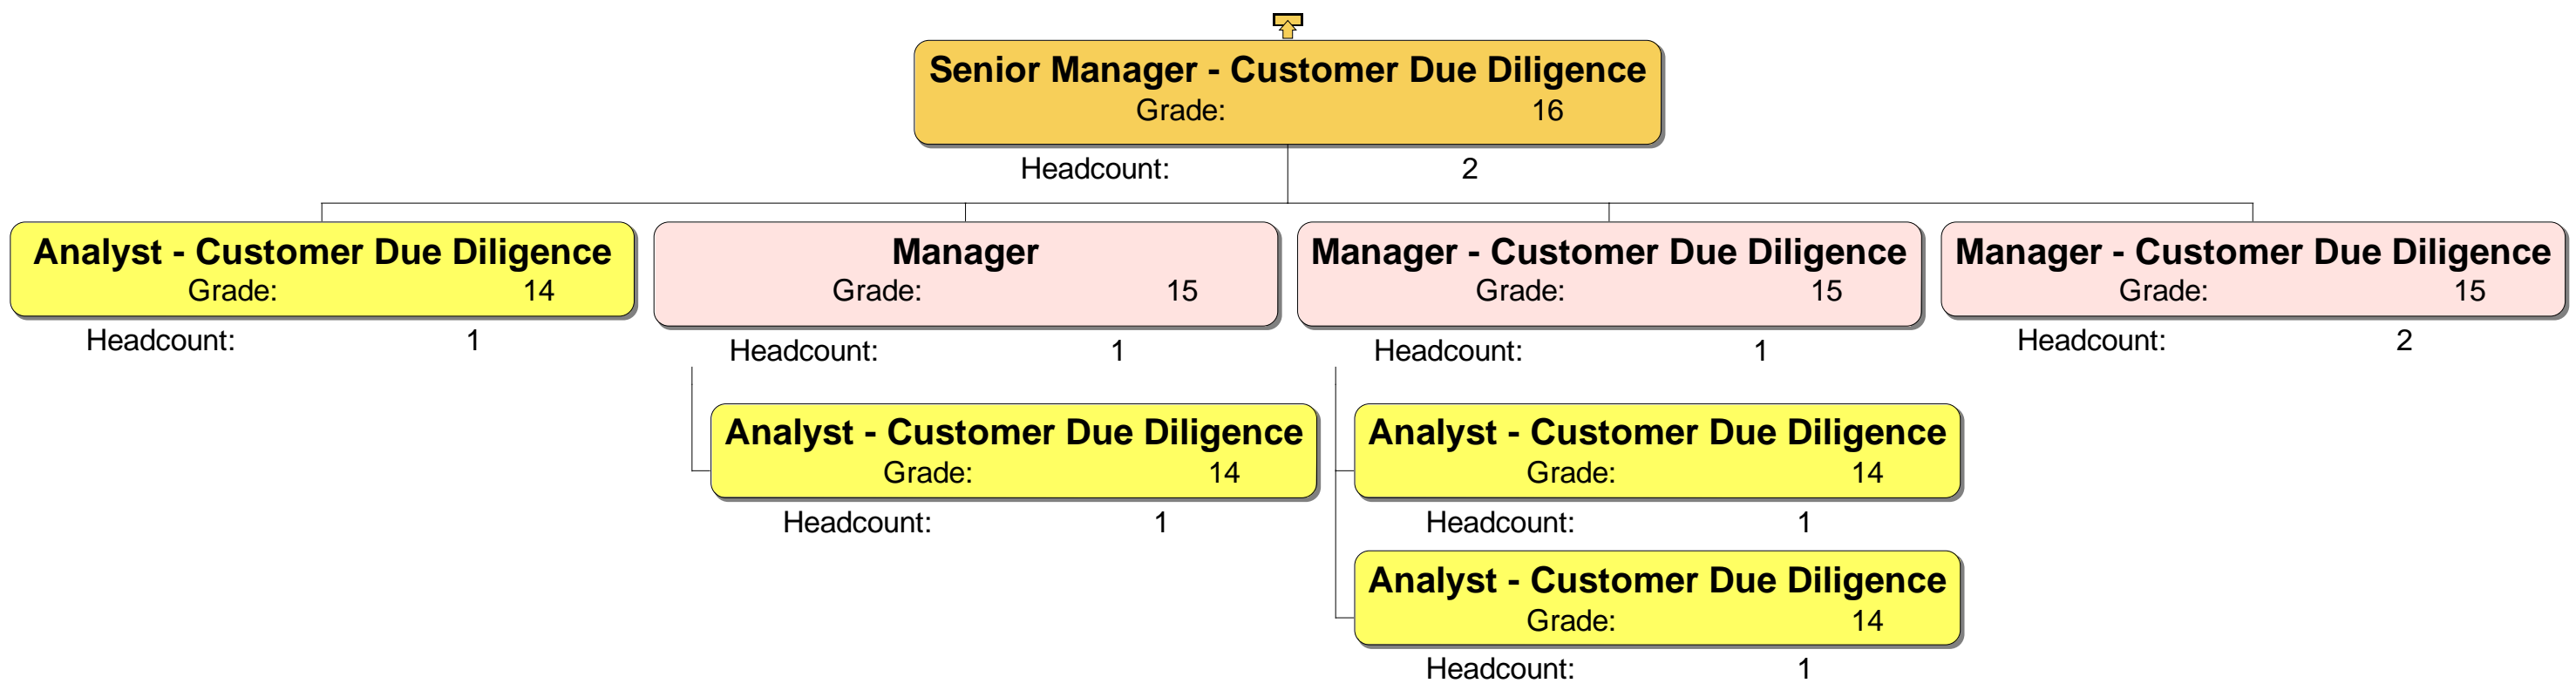 Senior Manager - Customer Due Diligence
Grade: 16
Headcount: 2
Analyst - Customer Due Diligence
Grade: 14
Headcount: 1
Manager
Grade: 15
Headcount: 1
Analyst - Customer Due Diligence
Grade: 14
Headcount: 1
Manager - Customer Due Diligence
Grade: 15
Headcount: 1
Analyst - Customer Due Diligence
Grade: 14
Headcount: 1
Analyst - Customer Due Diligence
Grade: 14
Headcount: 1
Manager - Customer Due Diligence
Grade: 15
Headcount: 2